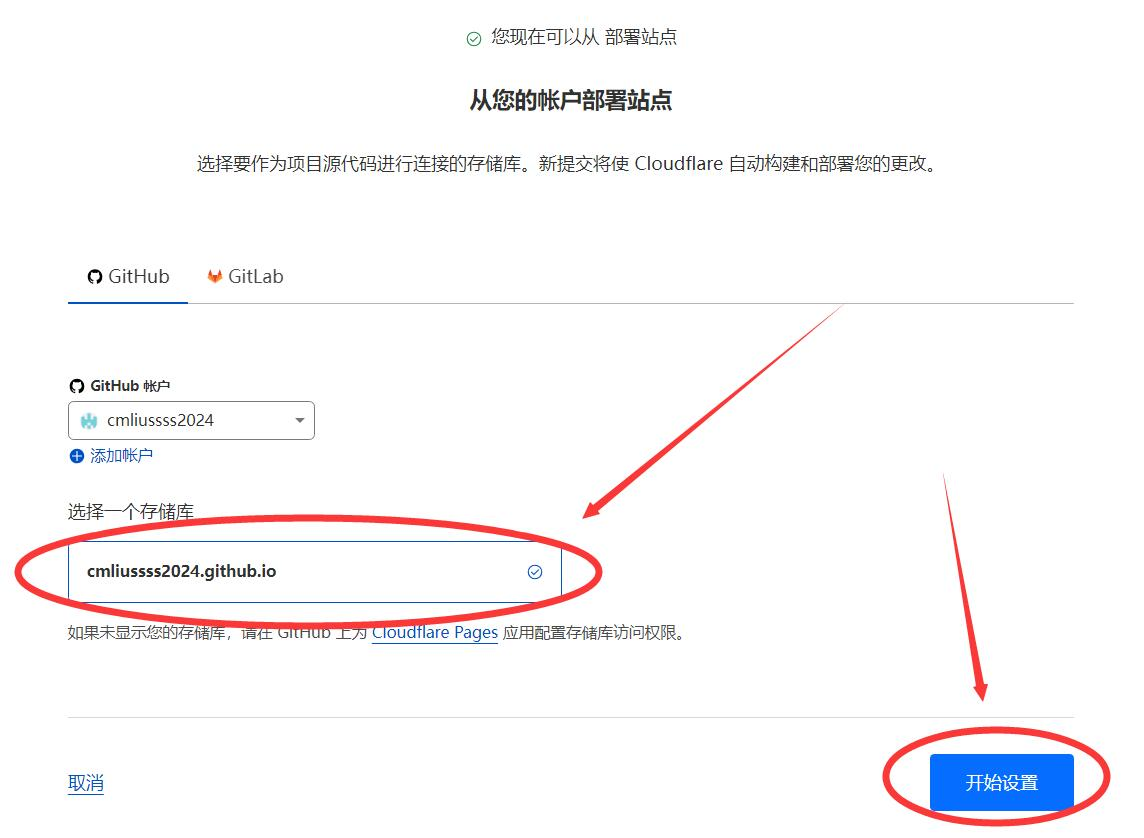 您现在可以从 部署站点
从您的帐户部署站点
选择要作为项目源代码进行连接的存储库。新提交将使 Cloudflare 自动构建和部署您的更改。
GitHub GitLab
GitHub 帐户
cmliussss2024
添加帐户
选择一个存储库
cmliussss2024.github.io
如果未显示您的存储库，请在 GitHub 上为 Cloudflare Pages 应用配置存储库访问权限。
取消 开始设置